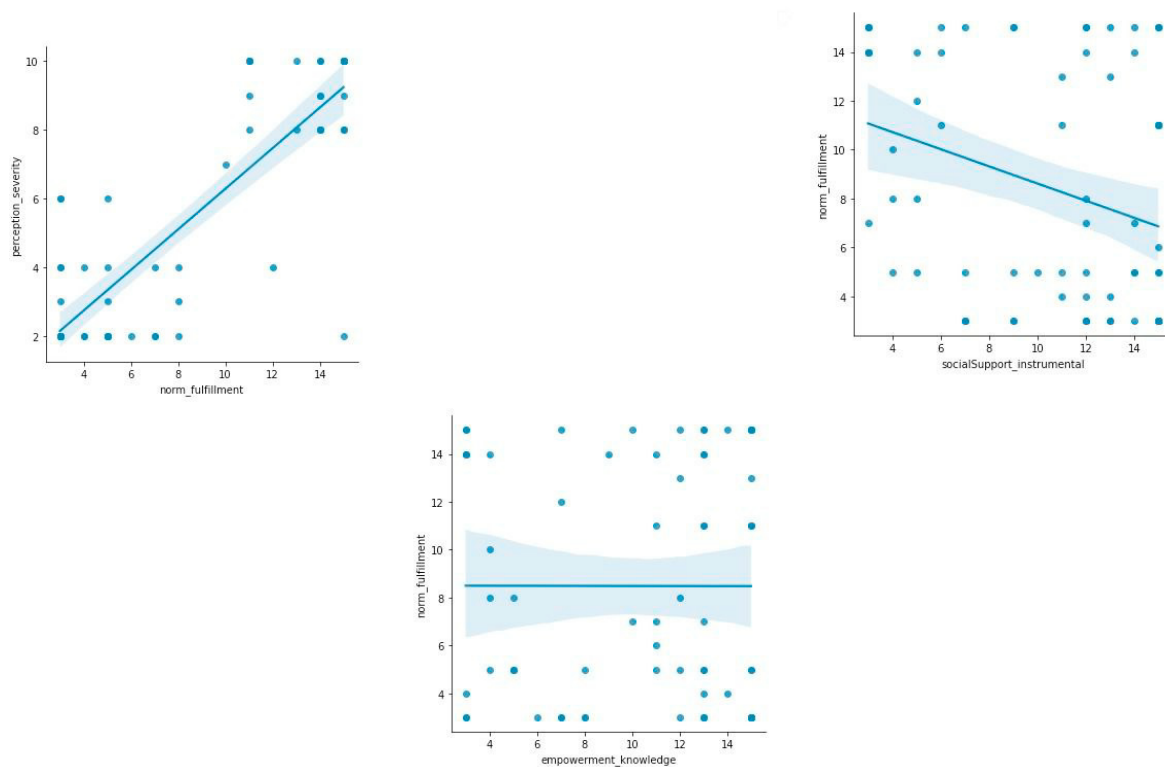 10
8
6
4
2
perception_severity
4 6 8 10 12 14
norm_fulfillment
14
12
10
8
6
4
norm_fulfillment
4 6 8 10 12 14
socialSupport_instrumental
14
12
10
8
6
4
norm_fulfillment
4 6 8 10 12 14
empowerment_knowledge